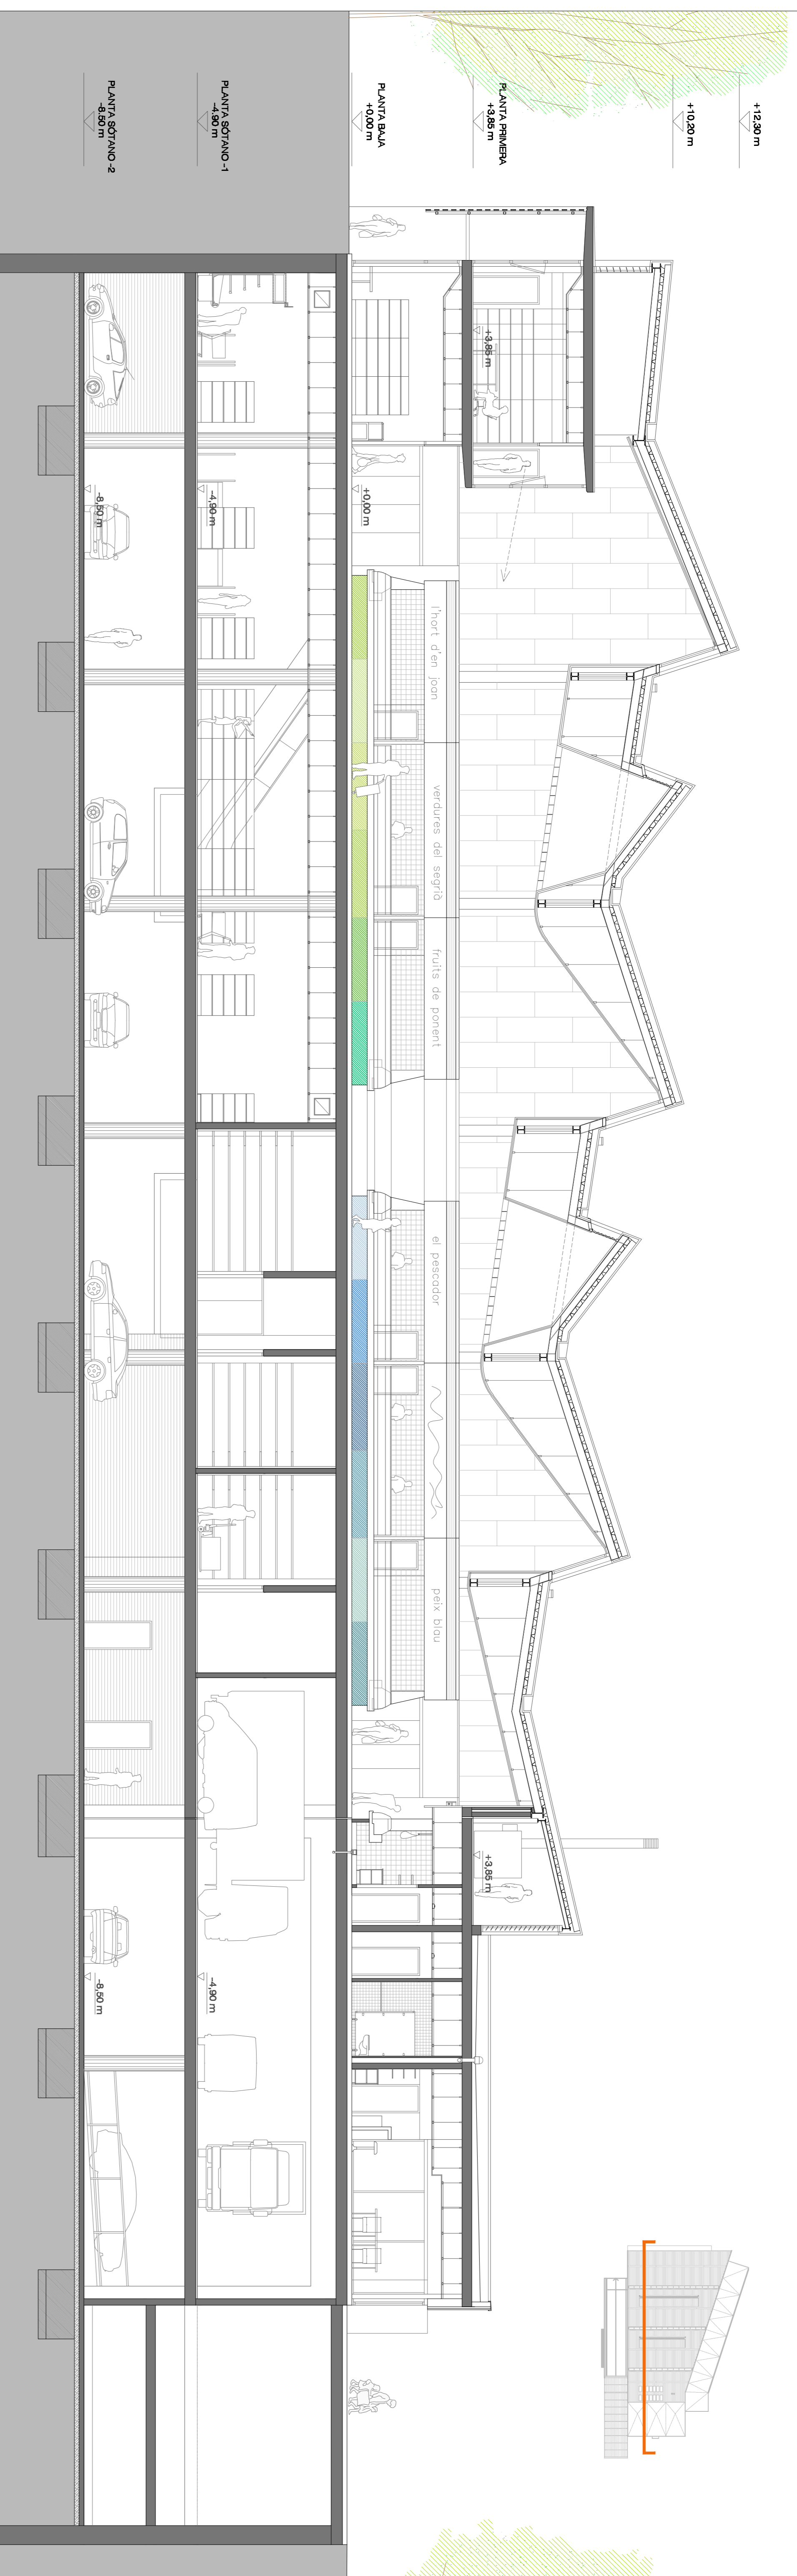 +12,30 m
+10,20 m
PLANTA PRIMERA
+3,85 m
PLANTA BAJA
+0,00 m
PLANTA SÓTANO -1
-4.90 m
PLANTA SÓTANO -2
-8.50 m
+3,85 m
+0,00 m
-4,90 m
-8,50 m
l'hort d'en joan
verdures del segrià
fruits de ponent
el pescador
peix blau
+3,85 m
-4,90 m
-8,50 m